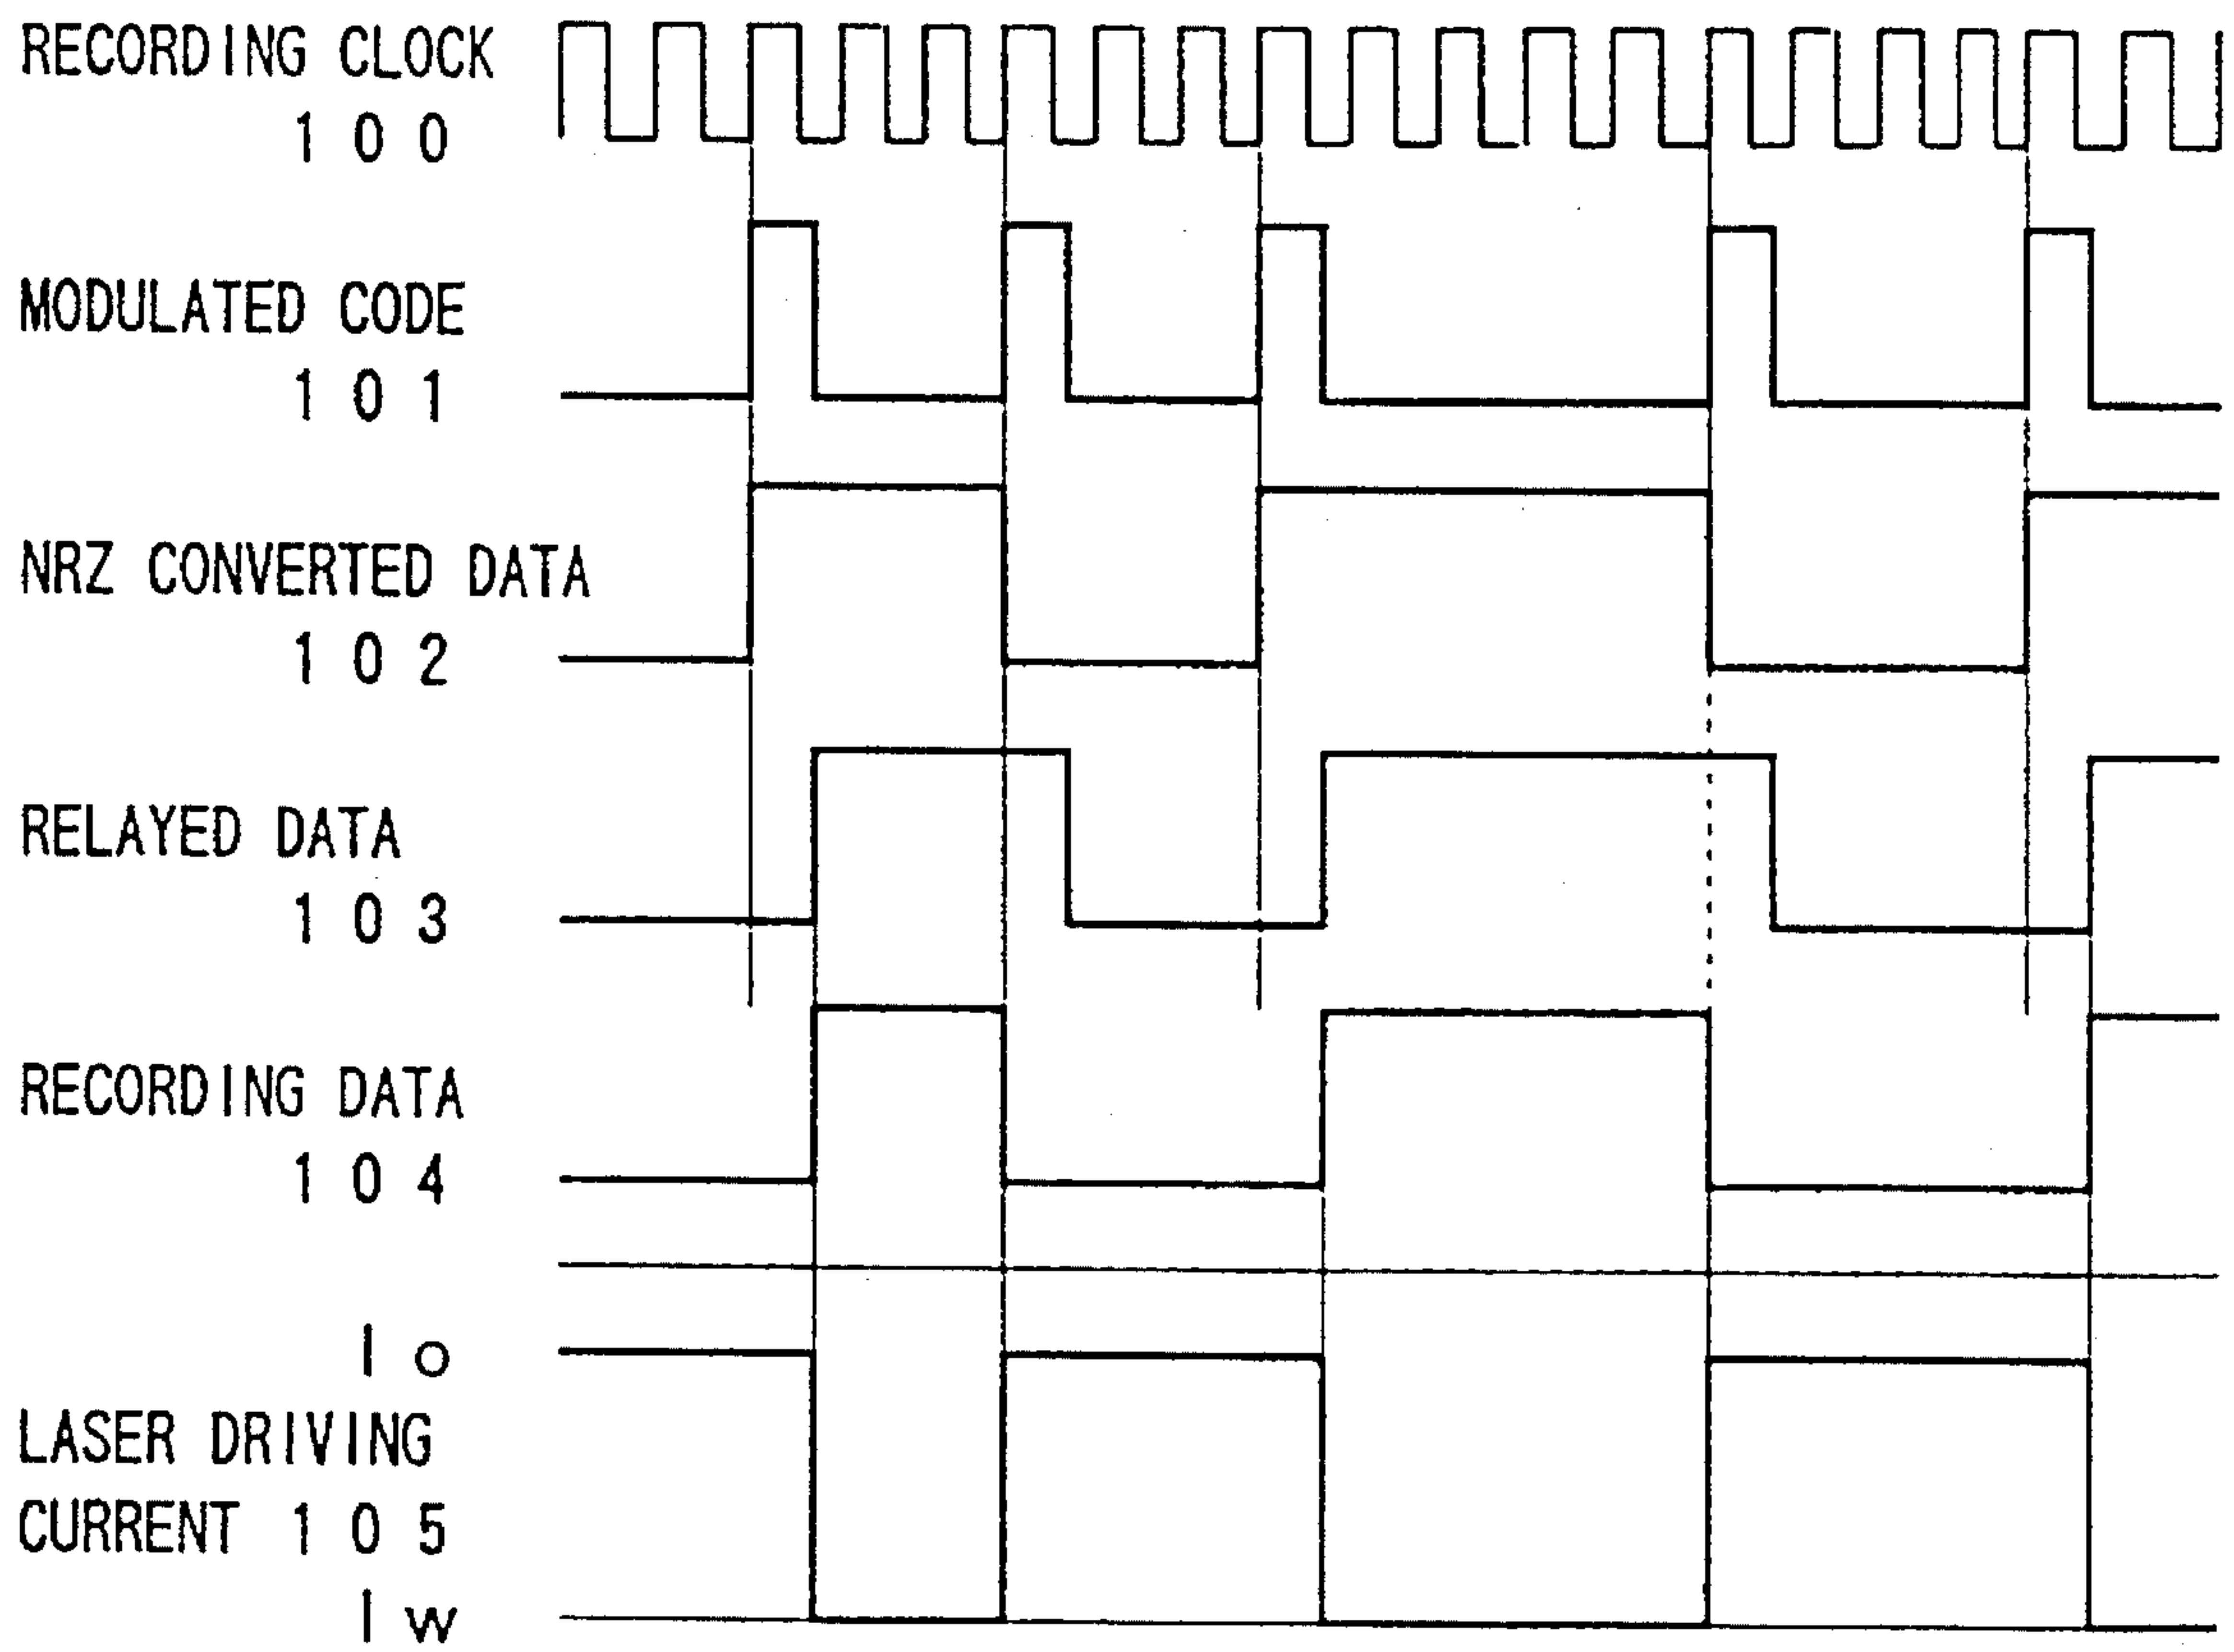 RECORDING CLOCK
100
MODULATED CODE
101
NRZ CONVERTED DATA
102
RELAYED DATA
103
RECORDING DATA
104
Io
LASER DRIVING
CURRENT 105
Iw